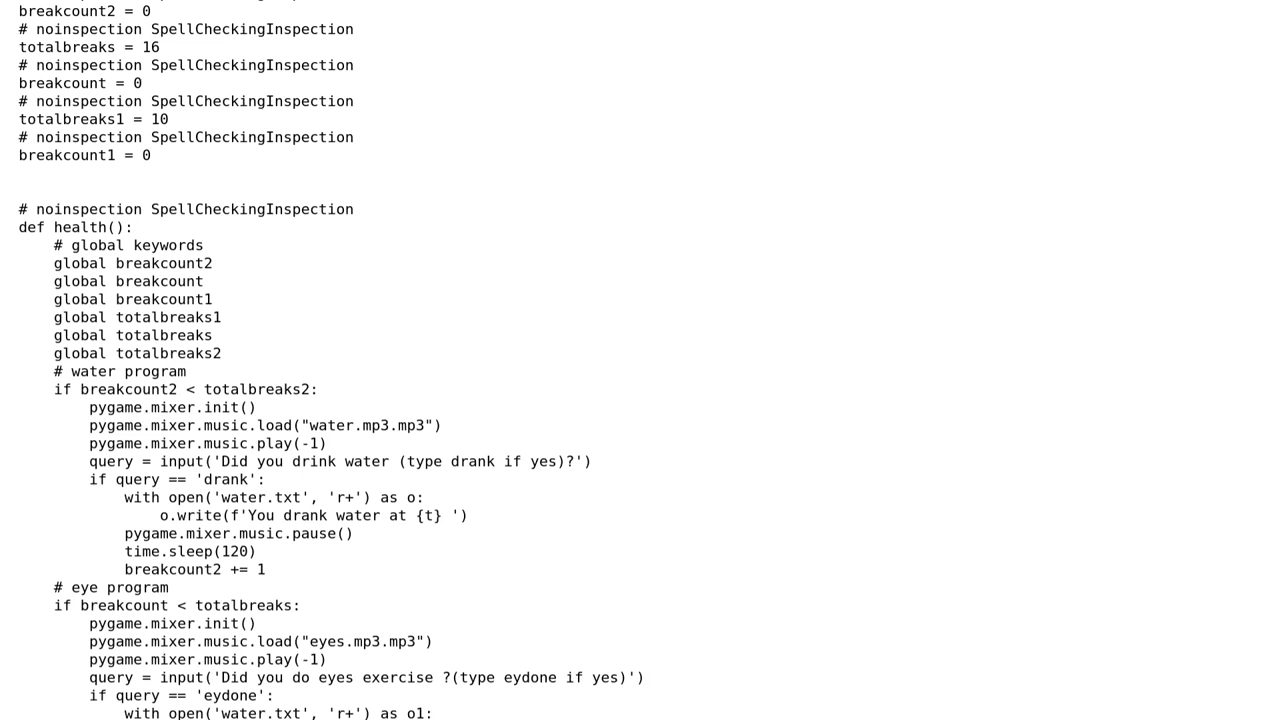 breakcount2 = 0
# noinspection SpellCheckingInspection
totalbreaks = 16
# noinspection SpellCheckingInspection
breakcount = 0
# noinspection SpellCheckingInspection
totalbreaks1 = 10
# noinspection SpellCheckingInspection
breakcount1 = 0


# noinspection SpellCheckingInspection
def health():
    # global keywords
    global breakcount2
    global breakcount
    global breakcount1
    global totalbreaks1
    global totalbreaks
    global totalbreaks2
    # water program
    if breakcount2 < totalbreaks2:
        pygame.mixer.init()
        pygame.mixer.music.load("water.mp3.mp3")
        pygame.mixer.music.play(-1)
        query = input('Did you drink water (type drank if yes)?')
        if query == 'drank':
            with open('water.txt', 'r+') as o:
                o.write(f'You drank water at {t} ')
            pygame.mixer.music.pause()
            time.sleep(120)
            breakcount2 += 1
    # eye program
    if breakcount < totalbreaks:
        pygame.mixer.init()
        pygame.mixer.music.load("eyes.mp3.mp3")
        pygame.mixer.music.play(-1)
        query = input('Did you do eyes exercise ?(type eydone if yes)')
        if query == 'eydone':
            with open('water.txt', 'r+') as o1: